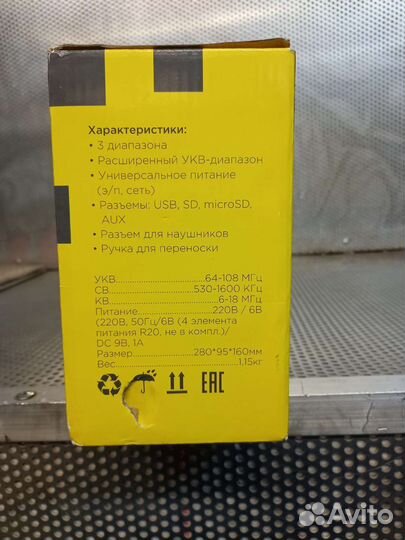 Характеристики:
• 3 диапазона
• Расширенный УКВ-диапазон
• Универсальное питание
(э/п, сеть)
• Разъемы: USB, SD, microSD,
AUX
• Разъем для наушников
• Ручка для переноски
УКВ....................64-108 МГц
СВ....................530-1600 КГц
КВ....................6-18 МГц
Питание....................220В / 6В
(220В, 50Гц/6В (4 элемента
питания R20, не в компл.)/
DC 9В, 1А
Размер....................280*95*160мм
Вес....................1,15кг
EAC
Avito